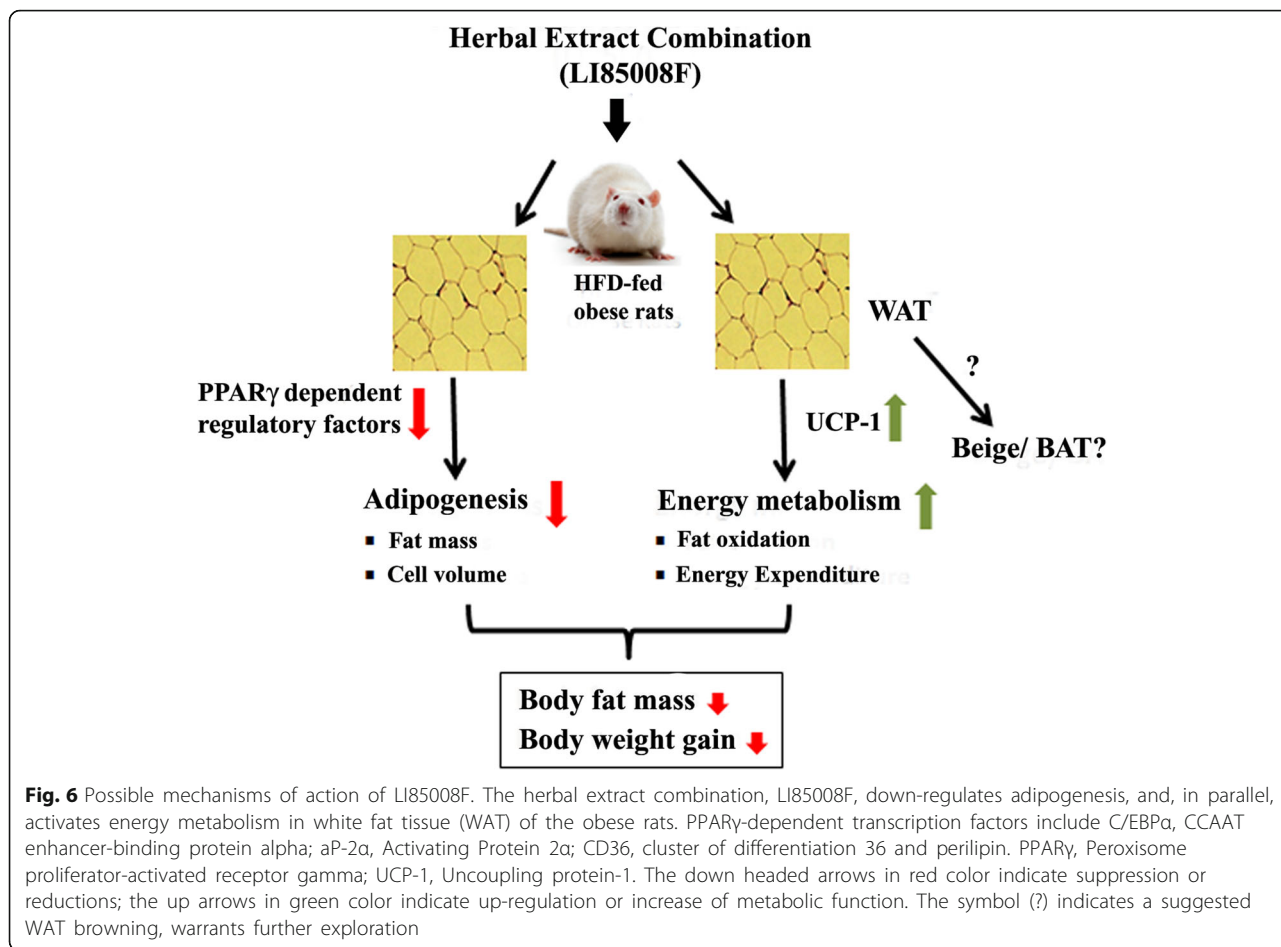 Herbal Extract Combination
(LI85008F)
HFD-fed
obese rats
WAT
?
PPARγ dependent
regulatory factors
UCP-1
Beige/ BAT?
Adipogenesis
▪ Fat mass
▪ Cell volume
Energy metabolism
▪ Fat oxidation
▪ Energy Expenditure
Body fat mass
Body weight gain
Fig. 6 Possible mechanisms of action of LI85008F. The herbal extract combination, LI85008F, down-regulates adipogenesis, and, in parallel,
activates energy metabolism in white fat tissue (WAT) of the obese rats. PPARγ-dependent transcription factors include C/EBPα, CCAAT
enhancer-binding protein alpha; aP-2α, Activating Protein 2α; CD36, cluster of differentiation 36 and perilipin. PPARγ, Peroxisome
proliferator-activated receptor gamma; UCP-1, Uncoupling protein-1. The down headed arrows in red color indicate suppression or
reductions; the up arrows in green color indicate up-regulation or increase of metabolic function. The symbol (?) indicates a suggested
WAT browning, warrants further exploration